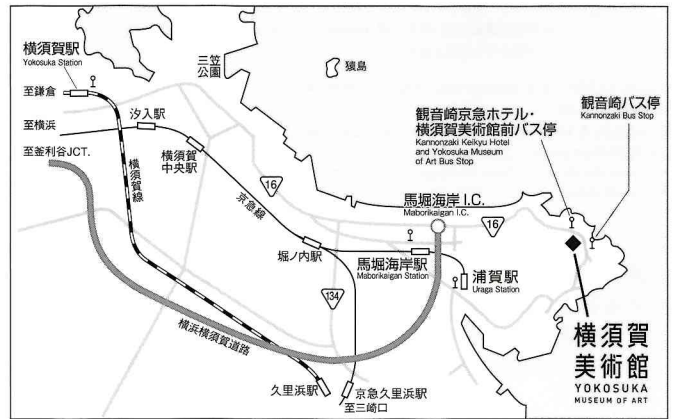 横須賀駅
Yokosuka Station
至鎌倉
至横浜
至釜利谷JCT.
汐入駅
横須賀
中央駅
横須賀線
三笠
公園
猿島
16
京急線
堀ノ内駅
134
横浜横須賀道路
久里浜駅
京急久里浜駅
至三崎口
馬堀海岸 I.C.
Maborikaigan I.C.
16
馬堀海岸駅
Maborikaigan Station
浦賀駅
Uraga Station
観音崎京急ホテル・
横須賀美術館前バス停
Kannonzaki Keikyu Hotel
and Yokosuka Museum
of Art Bus Stop
観音崎バス停
Kannonzaki Bus Stop
横須賀
美術館
YOKOSUKA
MUSEUM OF ART